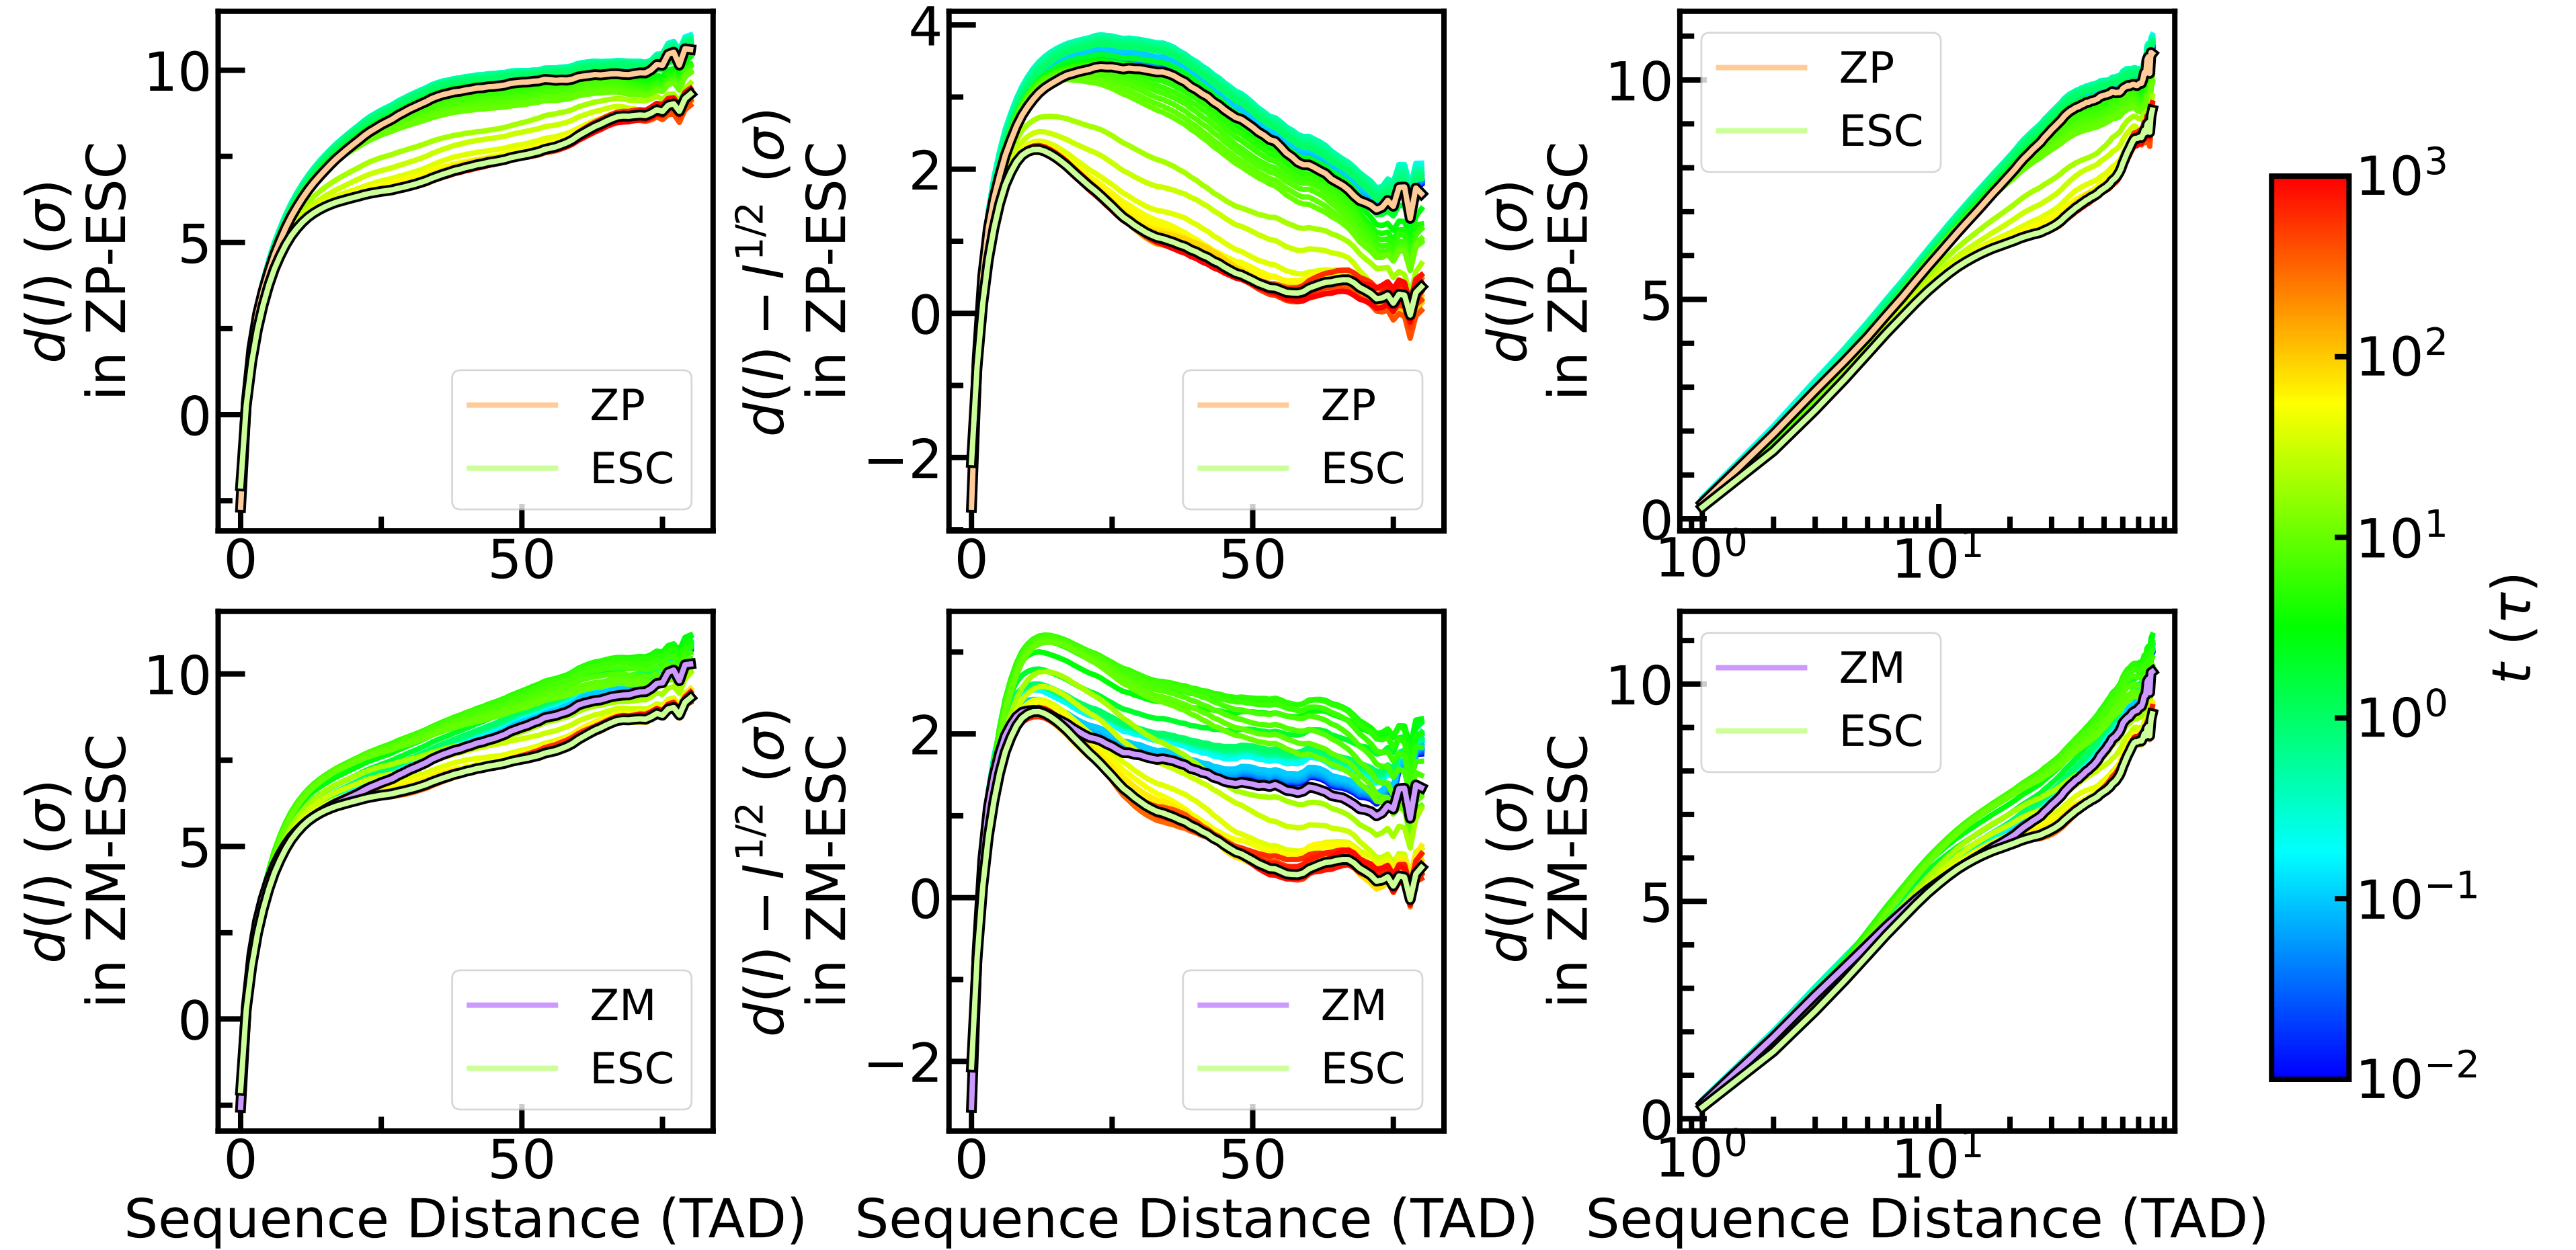 d(l) (σ)
in ZP-ESC
10
5
0
0
50
ZP
ESC
d(l) − l^{1/2} (σ)
in ZP-ESC
4
2
0
−2
0
50
ZP
ESC
d(l) (σ)
in ZP-ESC
10
5
0
10^0
10^1
ZP
ESC
d(l) (σ)
in ZM-ESC
10
5
0
0
50
ZM
ESC
Sequence Distance (TAD)
d(l) − l^{1/2} (σ)
in ZM-ESC
2
0
−2
0
50
ZM
ESC
Sequence Distance (TAD)
d(l) (σ)
in ZM-ESC
10
5
0
10^0
10^1
ZM
ESC
Sequence Distance (TAD)
10^3
10^2
10^1
10^0
10^{−1}
10^{−2}
t (τ)